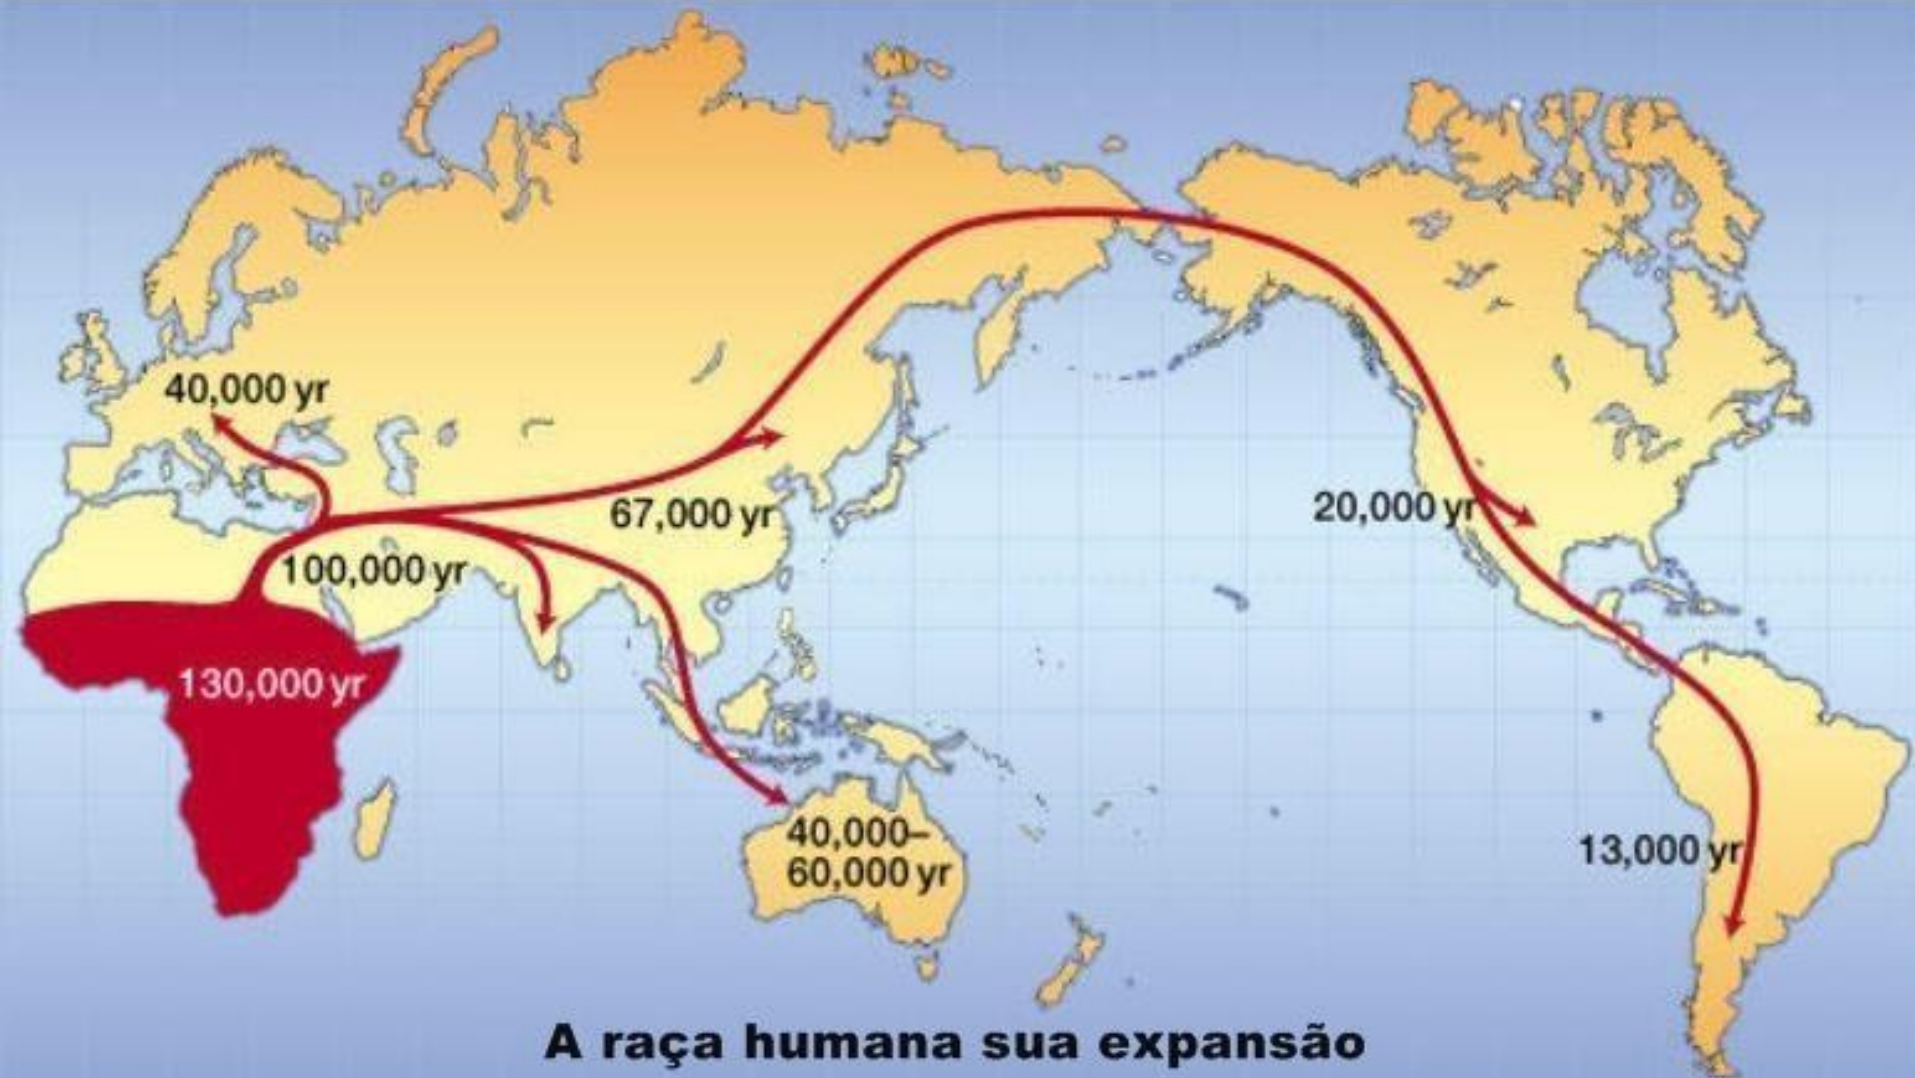 40,000 yr
67,000 yr
20,000 yr
100,000 yr
130,000 yr
40,000–
60,000 yr
13,000 yr
A raça humana sua expansão